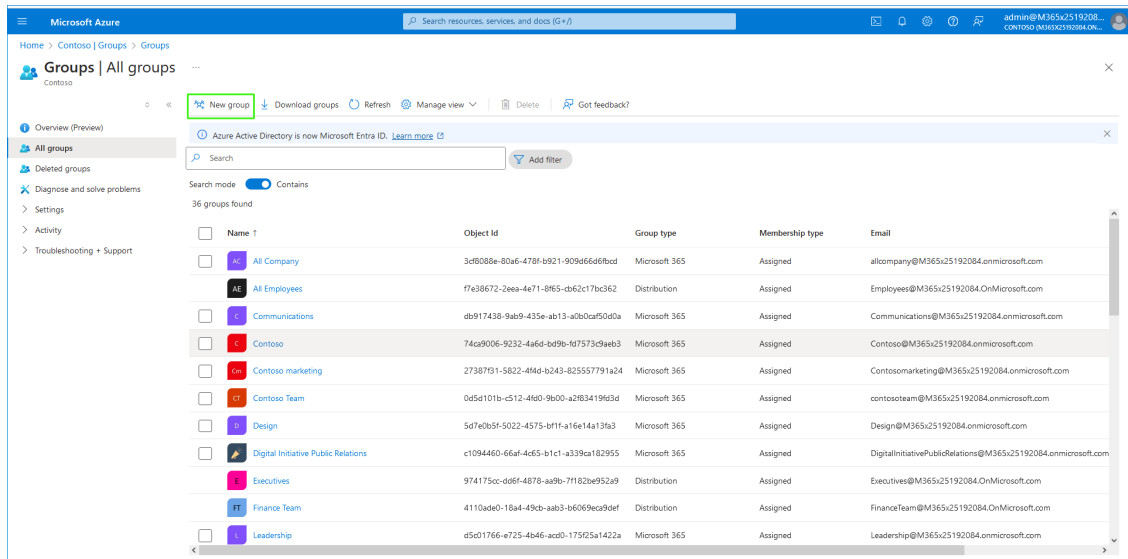 Microsoft Azure
Search resources, services, and docs (G+/)
admin@M365x2519208...
CONTOSO (M365X25192084.ON...
Home > Contoso | Groups > Groups
Groups | All groups ...
Contoso
New group
Download groups
Refresh
Manage view
Delete
Got feedback?
Overview (Preview)
All groups
Deleted groups
Diagnose and solve problems
Settings
Activity
Troubleshooting + Support
Azure Active Directory is now Microsoft Entra ID. Learn more
Search
Add filter
Search mode Contains
36 groups found
Name ↑ Object Id Group type Membership type Email
AC All Company 3cf8088e-80a6-478f-b921-909d66d6fbcd Microsoft 365 Assigned allcompany@M365x25192084.onmicrosoft.com
AE All Employees f7e38672-2eea-4e71-8f65-cb62c17bc362 Distribution Assigned Employees@M365x25192084.OnMicrosoft.com
C Communications db917438-9ab9-435e-ab13-a0b0caf50d0a Microsoft 365 Assigned Communications@M365x25192084.onmicrosoft.com
C Contoso 74ca9006-9232-4a6d-bd9b-fd7573c9aeb3 Microsoft 365 Assigned Contoso@M365x25192084.onmicrosoft.com
Cm Contoso marketing 27387f31-5822-4f4d-b243-825557791a24 Microsoft 365 Assigned Contosomarketing@M365x25192084.onmicrosoft.com
CT Contoso Team 0d5d101b-c512-4fd0-9b00-a2f83419fd3d Microsoft 365 Assigned contosoteam@M365x25192084.onmicrosoft.com
D Design 5d7e0b5f-5022-4575-bf1f-a16e14a13fa3 Microsoft 365 Assigned Design@M365x25192084.onmicrosoft.com
Digital Initiative Public Relations c1094460-66af-4c65-b1c1-a339ca182955 Microsoft 365 Assigned DigitalInitiativePublicRelations@M365x25192084.onmicrosoft.com
E Executives 974175cc-dd6f-4878-aa9b-7f182be952a9 Distribution Assigned Executives@M365x25192084.OnMicrosoft.com
FT Finance Team 4110ade0-18a4-49cb-aab3-b6069eca9def Distribution Assigned FinanceTeam@M365x25192084.OnMicrosoft.com
L Leadership d5c01766-e725-4b46-acd0-175f25a1422a Microsoft 365 Assigned Leadership@M365x25192084.onmicrosoft.com